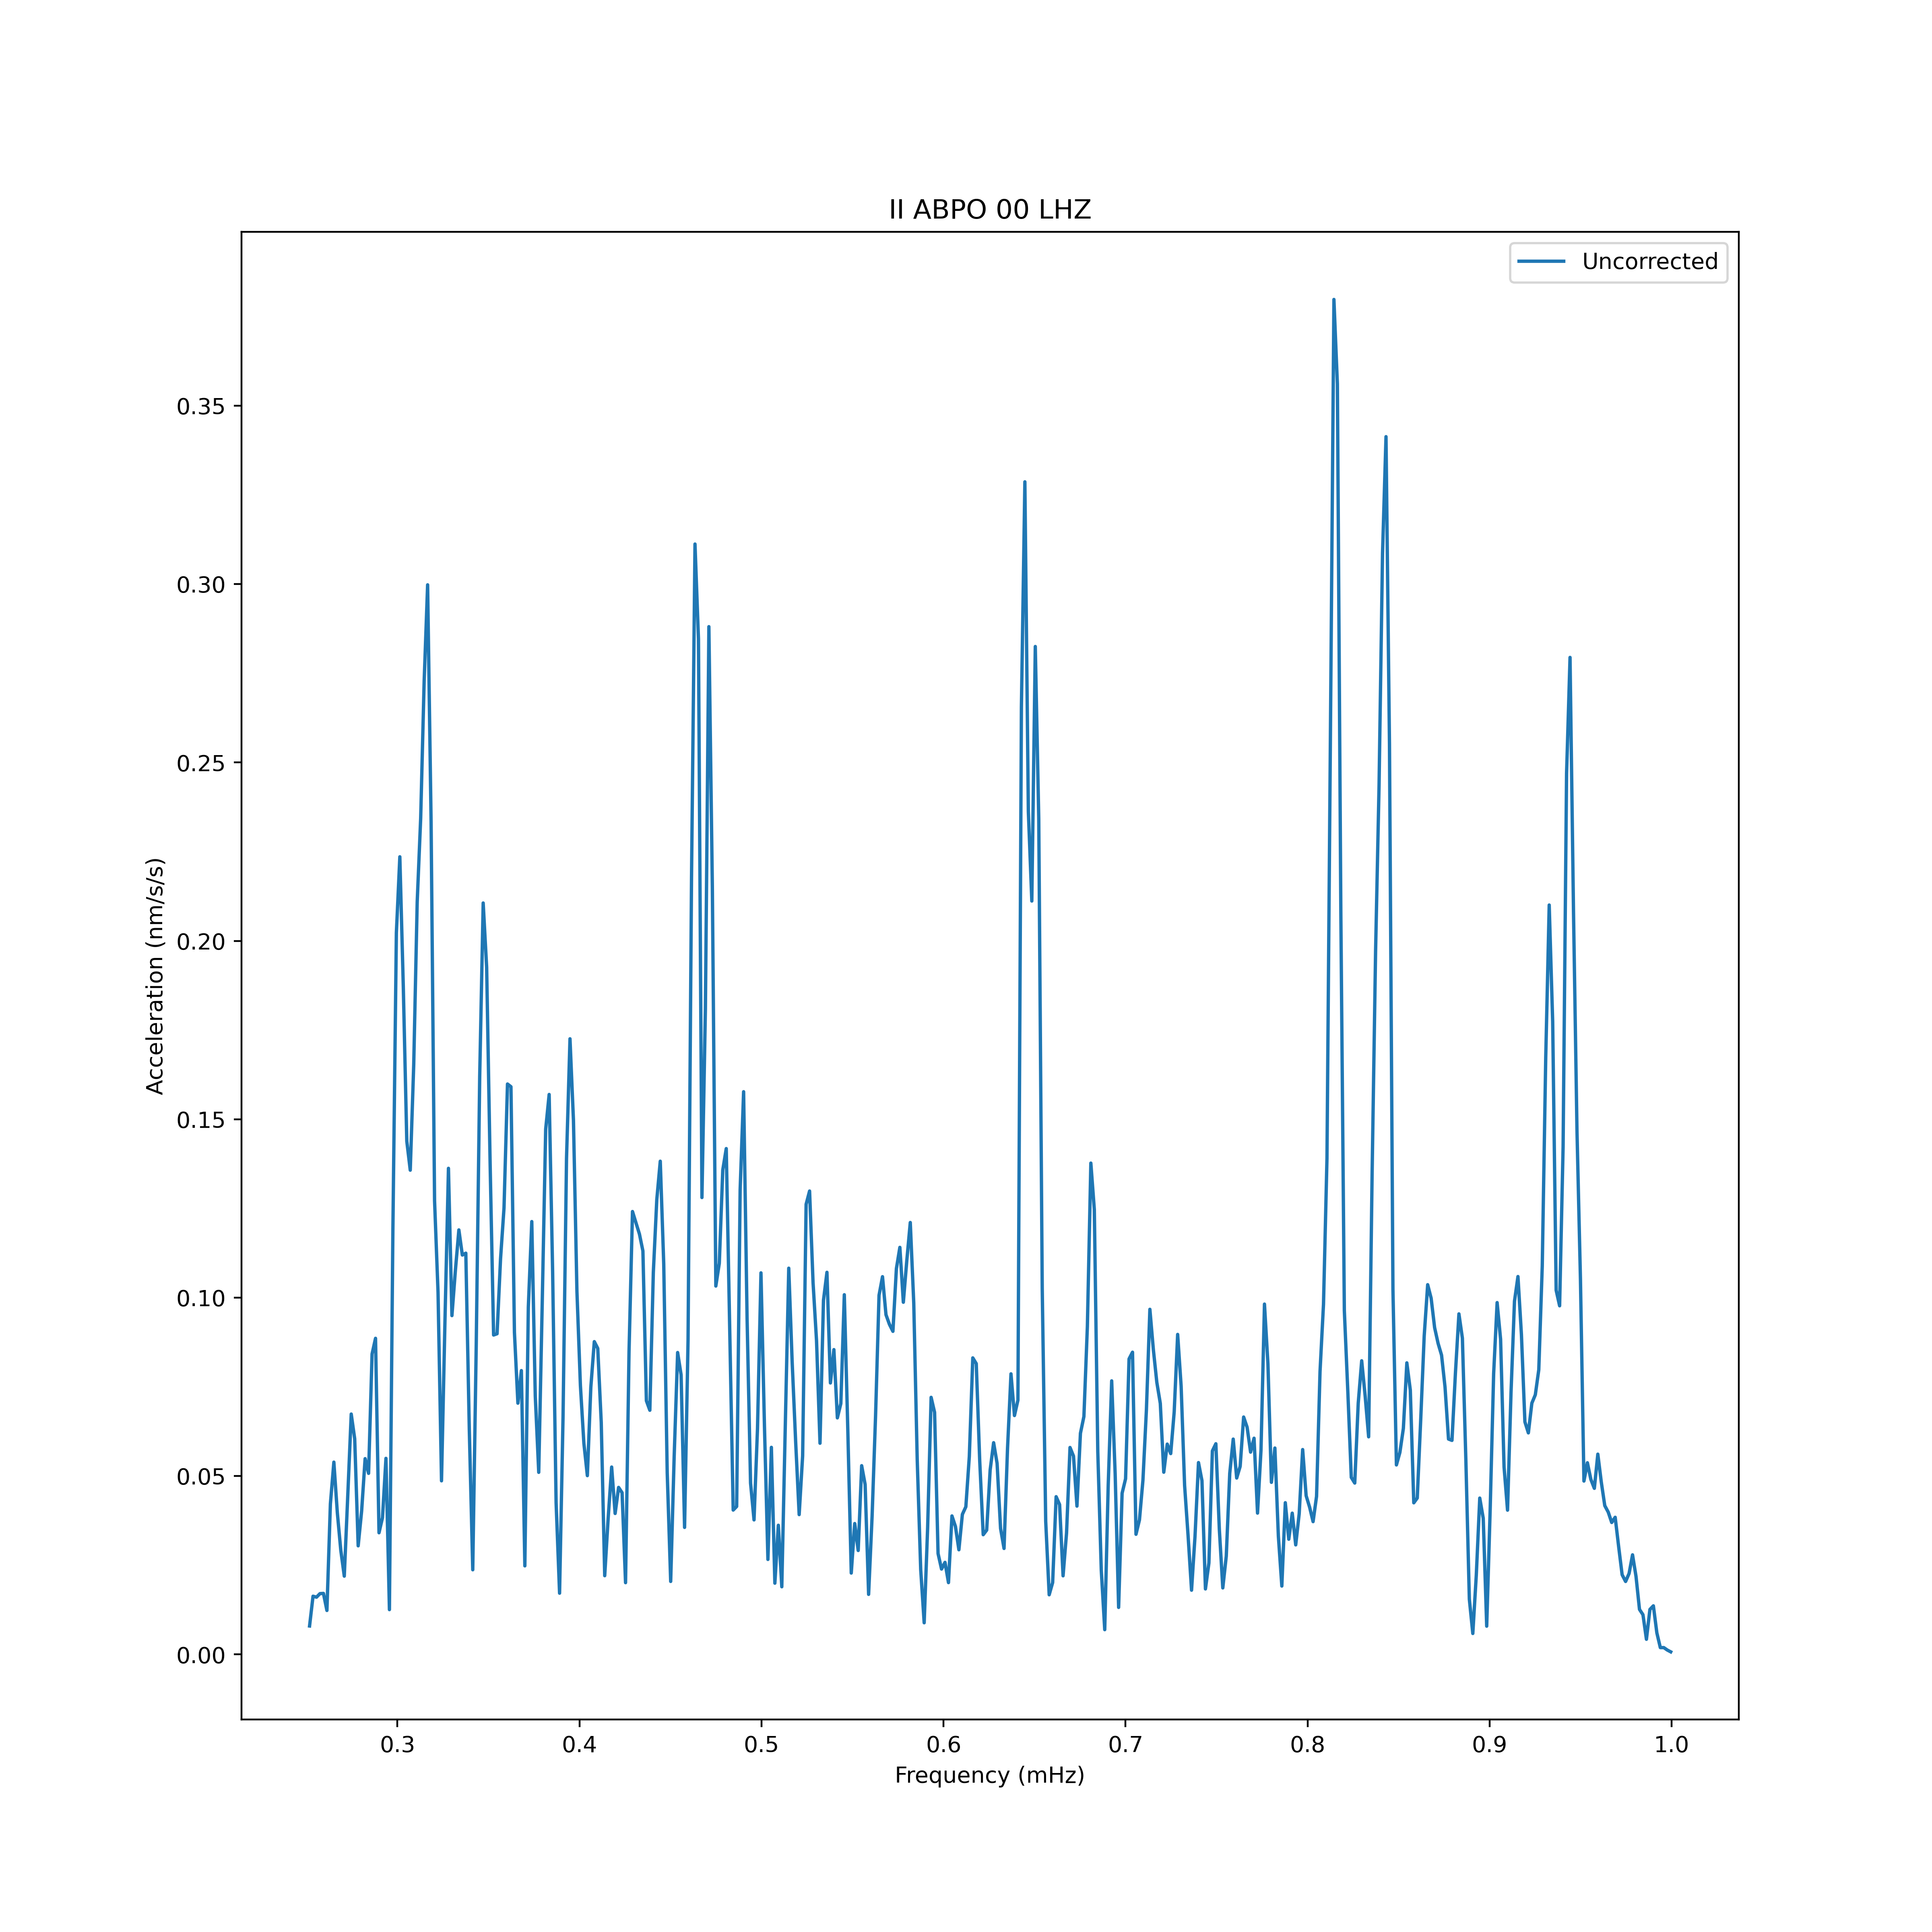 II ABPO 00 LHZ
Uncorrected
0.35
0.30
0.25
0.20
0.15
0.10
0.05
0.00
Acceleration (nm/s/s)
0.3 0.4 0.5 0.6 0.7 0.8 0.9 1.0
Frequency (mHz)